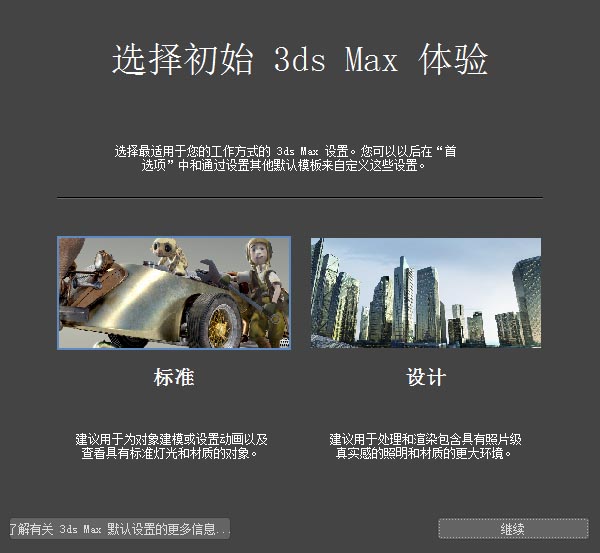 选择初始 3ds Max 体验
选择最适用于您的工作方式的 3ds Max 设置。您可以以后在“首
选项”中和通过设置其他默认模板来自定义这些设置。
标准
设计
建议用于为对象建模或设置动画以及
查看具有标准灯光和材质的对象。
建议用于处理和渲染包含具有照片级
真实感的照明和材质的更大环境。
了解有关 3ds Max 默认设置的更多信息...
继续